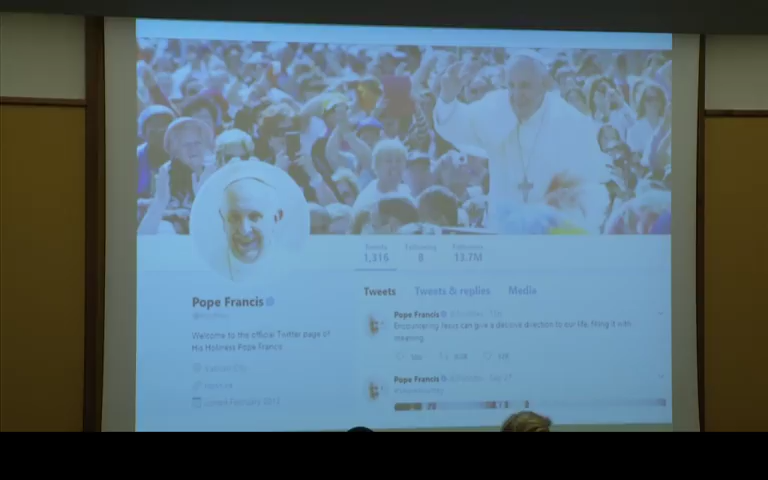 Tweets Following Followers
1,316 8 13.7M
Tweets Tweets & replies Media
Pope Francis
Welcome to the official Twitter page of
His Holiness Pope Francis
Pope Francis
Encountering Jesus can give a decisive direction to our life, filling it with
meaning.
Pope Francis